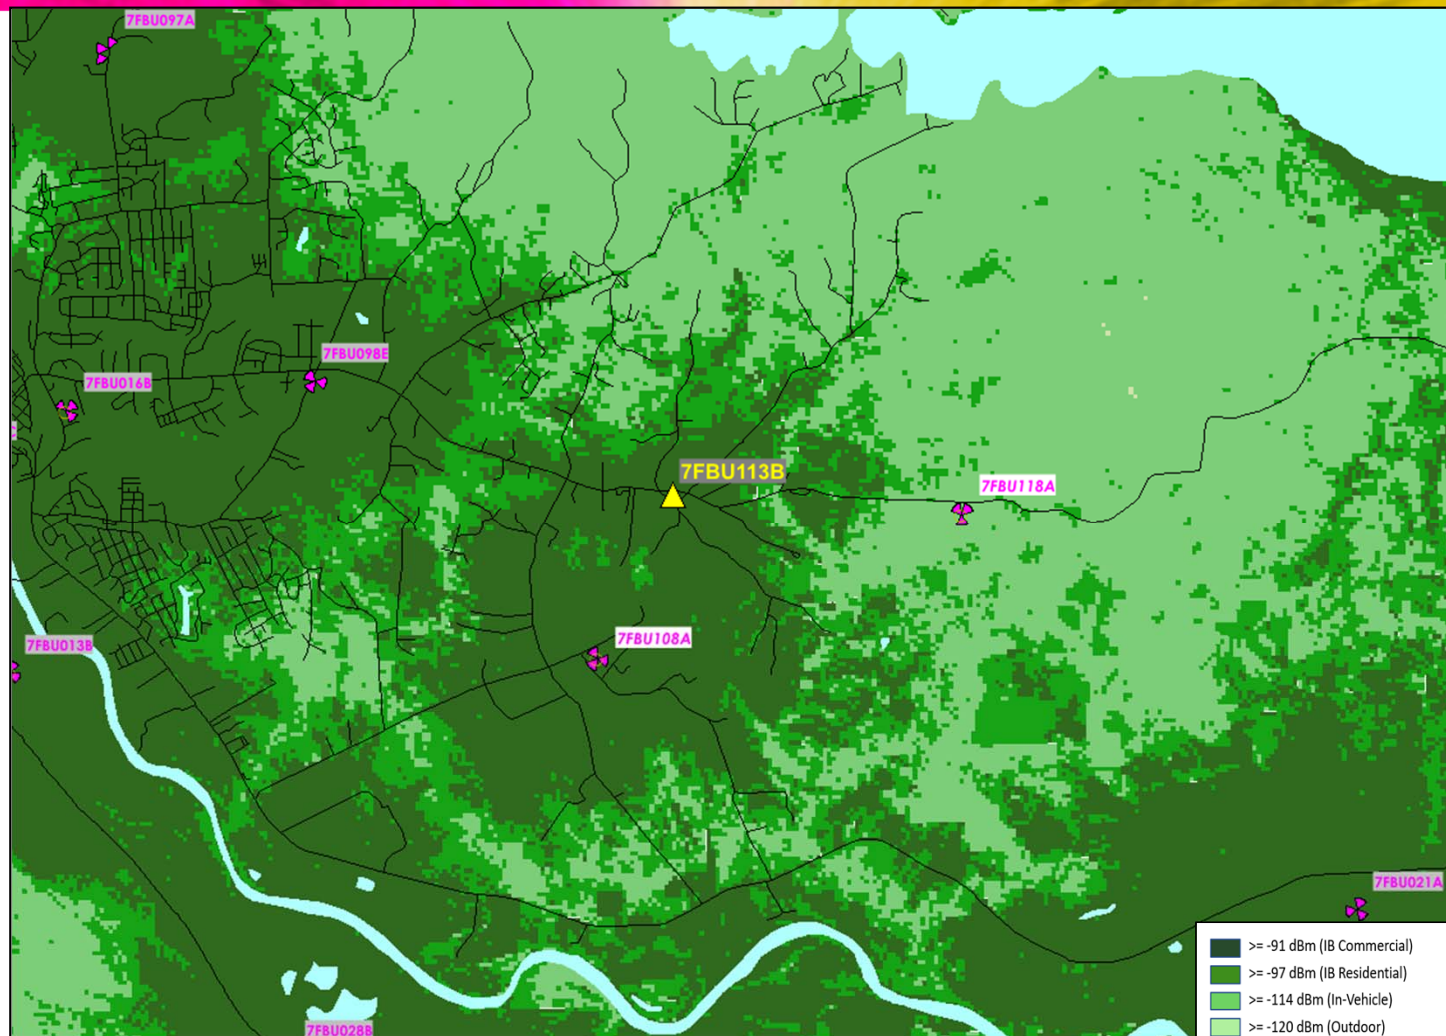 7FBU097A
7FBU098E
7FBU016B
7FBU113B
7FBU118A
7FBU013B
7FBU108A
7FBU021A
7FBU028B
>= -91 dBm (IB Commercial)
>= -97 dBm (IB Residential)
>= -114 dBm (In-Vehicle)
>= -120 dBm (Outdoor)